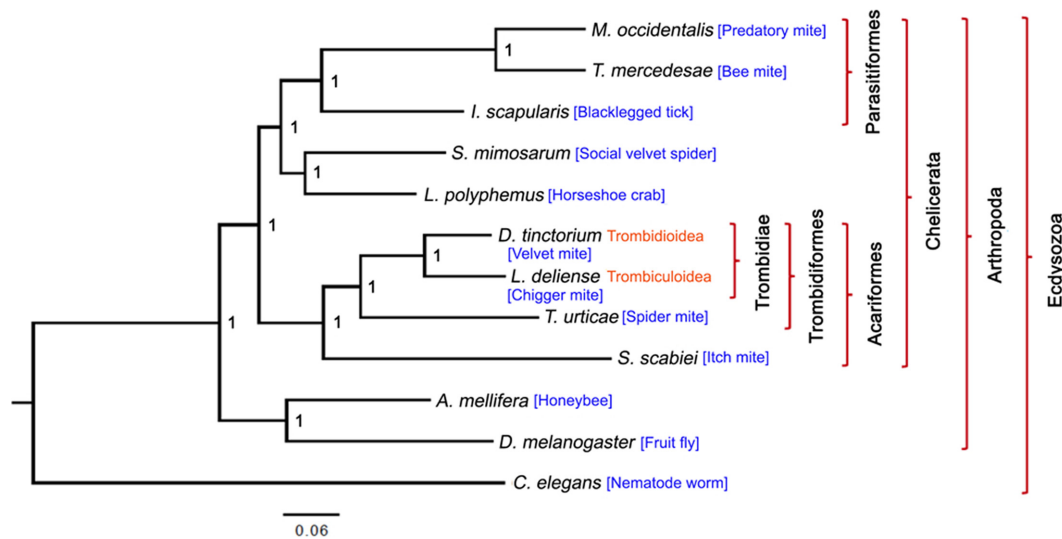 M. occidentalis [Predatory mite]
1
T. mercedesae [Bee mite]
1
I. scapularis [Blacklegged tick]
Parasitiformes
1
S. mimosarum [Social velvet spider]
1
L. polyphemus [Horseshoe crab]
1
D. tinctorium Trombidioidea
[Velvet mite]
1
L. deliense Trombiculoidea
[Chigger mite]
1
T. urticae [Spider mite]
1
S. scabiei [Itch mite]
Trombidiae
Trombidiformes
Acariformes
Chelicerata
Arthropoda
Ecdysozoa
1
A. mellifera [Honeybee]
1
D. melanogaster [Fruit fly]
C. elegans [Nematode worm]
0.06